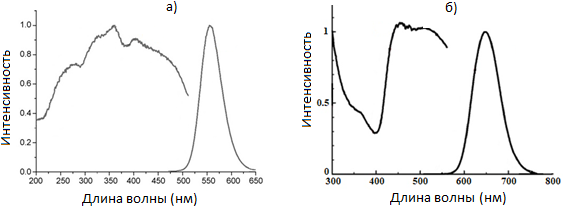 а)
б)
Интенсивность
1.0
0.8
0.6
0.4
0.2
0.0
200 250 300 350 400 450 500 550 600 650
Длина волны (нм)
Интенсивность
1
0.5
0
300 400 500 600 700 800
Длина волны (нм)